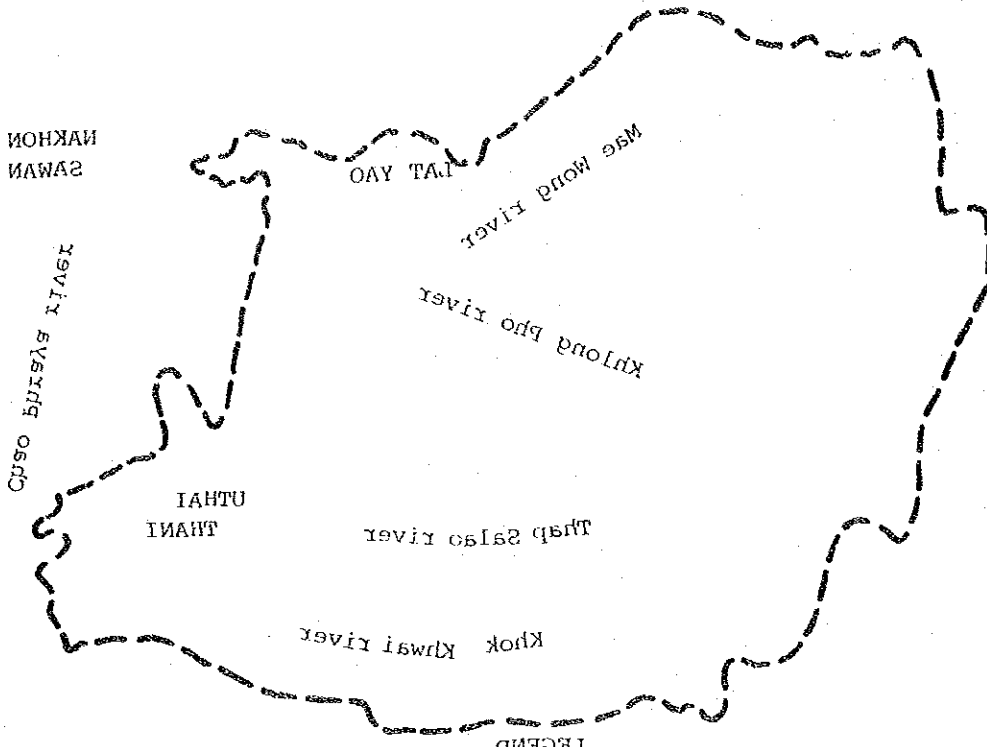 NAKHON
SAWAN
LAT YAO
Mae Wong river
Khlong Pho river
Chao Phraya river
UTHAI
THANI
Thap Salao river
Khok Khwai river
LEGEND